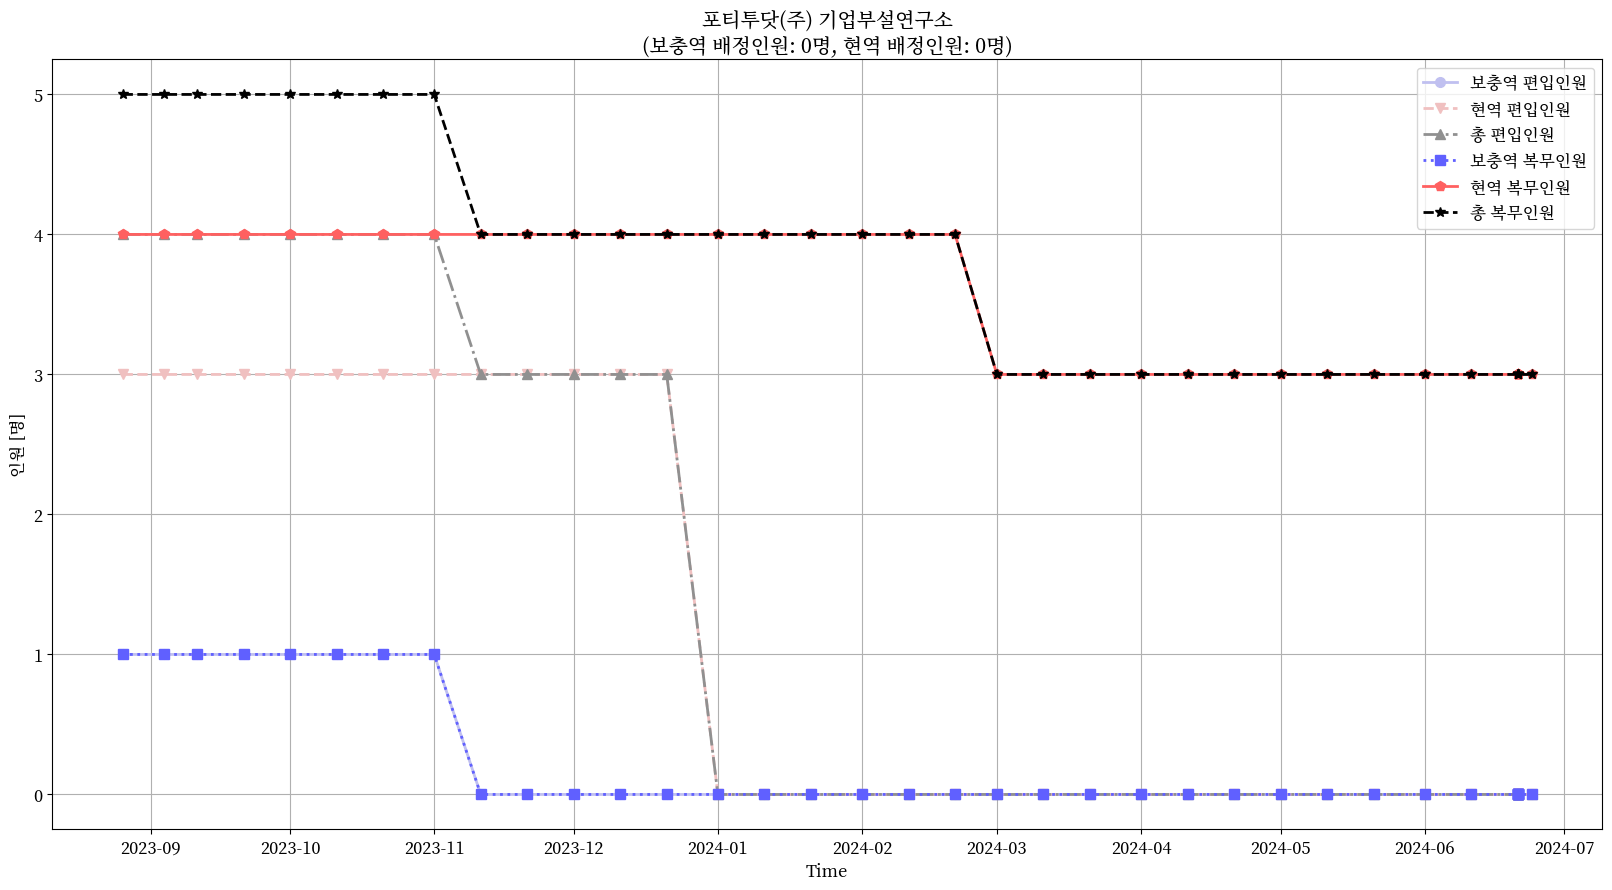 포티투닷(주) 기업부설연구소
(보충역 배정인원: 0명, 현역 배정인원: 0명)
보충역 편입인원
현역 편입인원
총 편입인원
보충역 복무인원
현역 복무인원
총 복무인원
인원 [명]
5
4
3
2
1
0
2023-09
2023-10
2023-11
2023-12
2024-01
2024-02
2024-03
2024-04
2024-05
2024-06
2024-07
Time